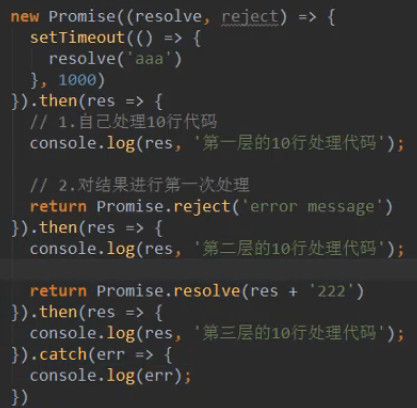 new Promise((resolve, reject) => {
  setTimeout(() => {
    resolve('aaa')
  }, 1000)
}).then(res => {
  // 1.自己处理10行代码
  console.log(res, '第一层的10行处理代码');

  // 2.对结果进行第一次处理
  return Promise.reject('error message')
}).then(res => {
  console.log(res, '第二层的10行处理代码');

  return Promise.resolve(res + '222')
}).then(res => {
  console.log(res, '第三层的10行处理代码');
}).catch(err => {
  console.log(err);
})